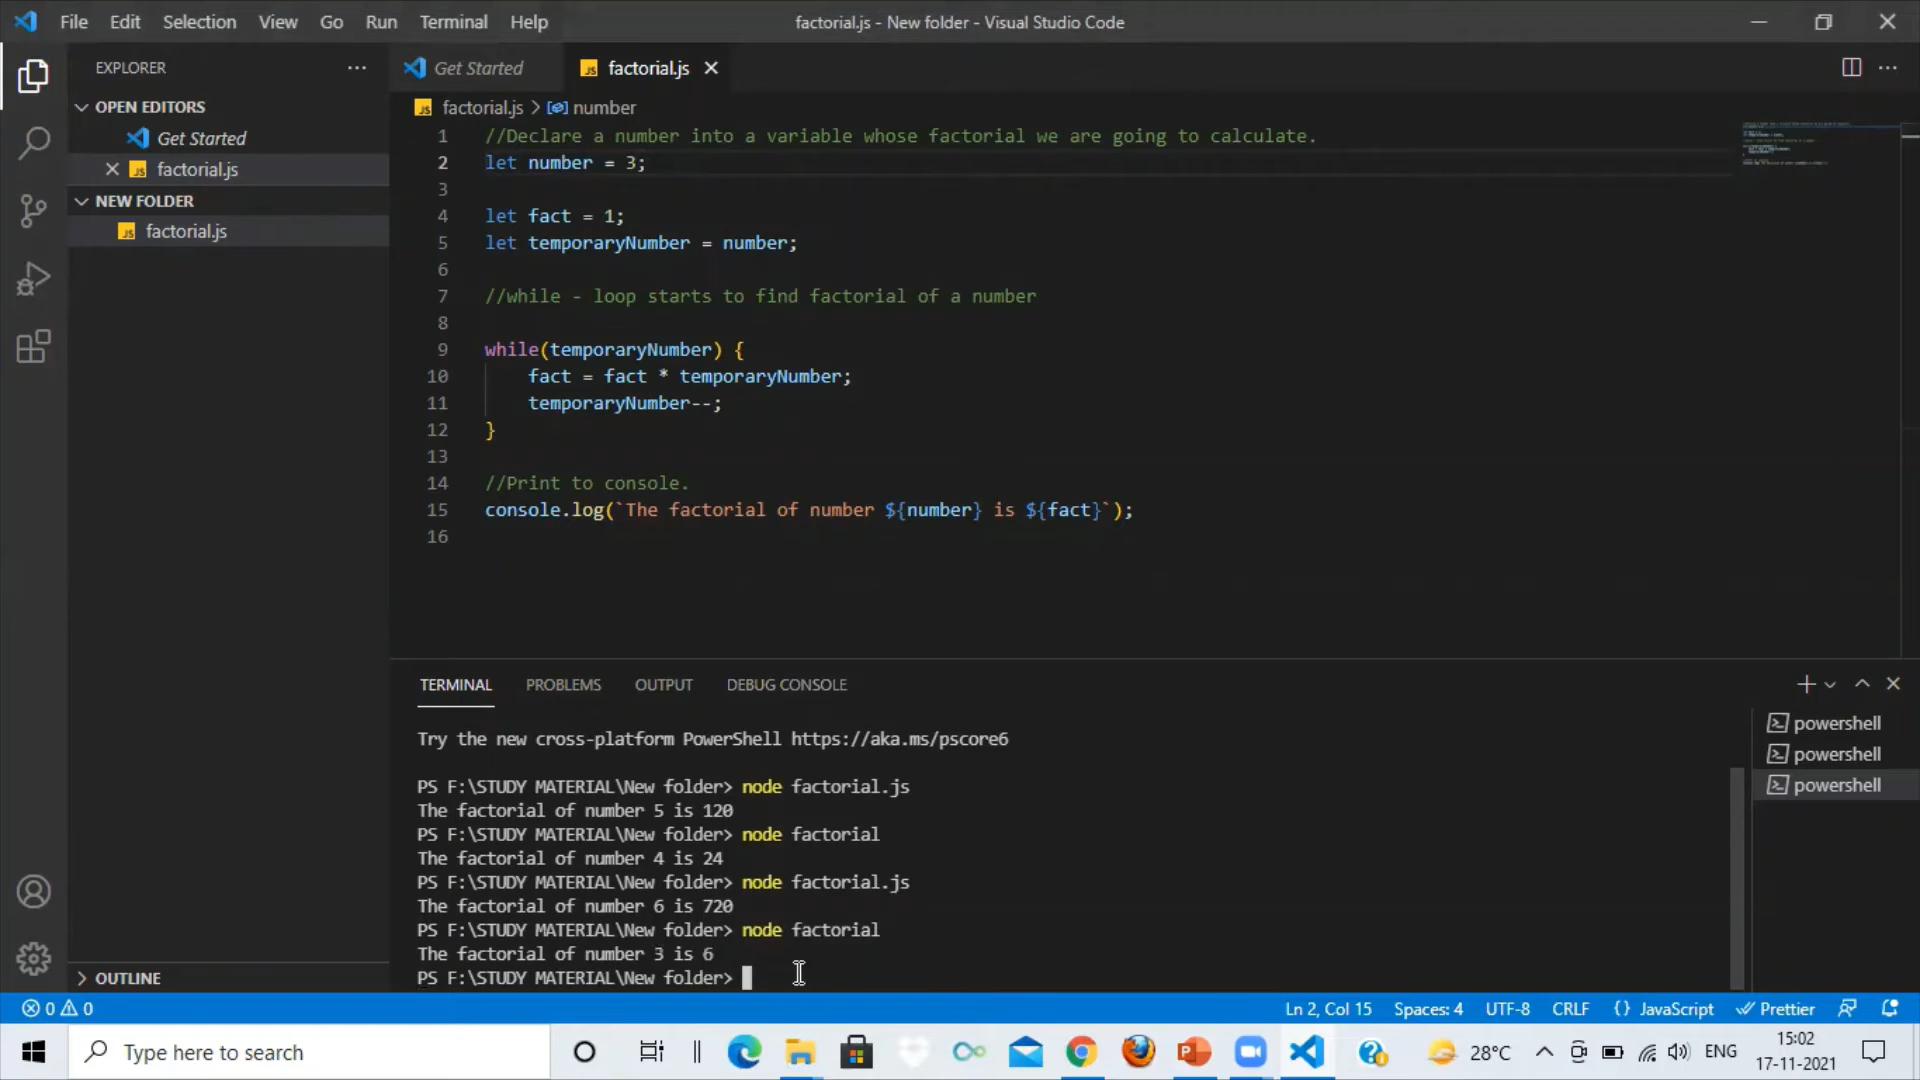 File Edit Selection View Go Run Terminal Help
factorial.js - New folder - Visual Studio Code
EXPLORER
OPEN EDITORS
Get Started
factorial.js
NEW FOLDER
factorial.js
OUTLINE
Get Started
factorial.js
factorial.js > number
1 //Declare a number into a variable whose factorial we are going to calculate.
2 let number = 3;
3
4 let fact = 1;
5 let temporaryNumber = number;
6
7 //while - loop starts to find factorial of a number
8
9 while(temporaryNumber) {
10 fact = fact * temporaryNumber;
11 temporaryNumber--;
12 }
13
14 //Print to console.
15 console.log(`The factorial of number ${number} is ${fact}`);
16
TERMINAL PROBLEMS OUTPUT DEBUG CONSOLE
Try the new cross-platform PowerShell https://aka.ms/pscore6
PS F:\STUDY MATERIAL\New folder> node factorial.js
The factorial of number 5 is 120
PS F:\STUDY MATERIAL\New folder> node factorial
The factorial of number 4 is 24
PS F:\STUDY MATERIAL\New folder> node factorial.js
The factorial of number 6 is 720
PS F:\STUDY MATERIAL\New folder> node factorial
The factorial of number 3 is 6
PS F:\STUDY MATERIAL\New folder>
powershell
powershell
powershell
0 0
Ln 2, Col 15 Spaces: 4 UTF-8 CRLF {} JavaScript Prettier
Type here to search
28°C
ENG
15:02
17-11-2021